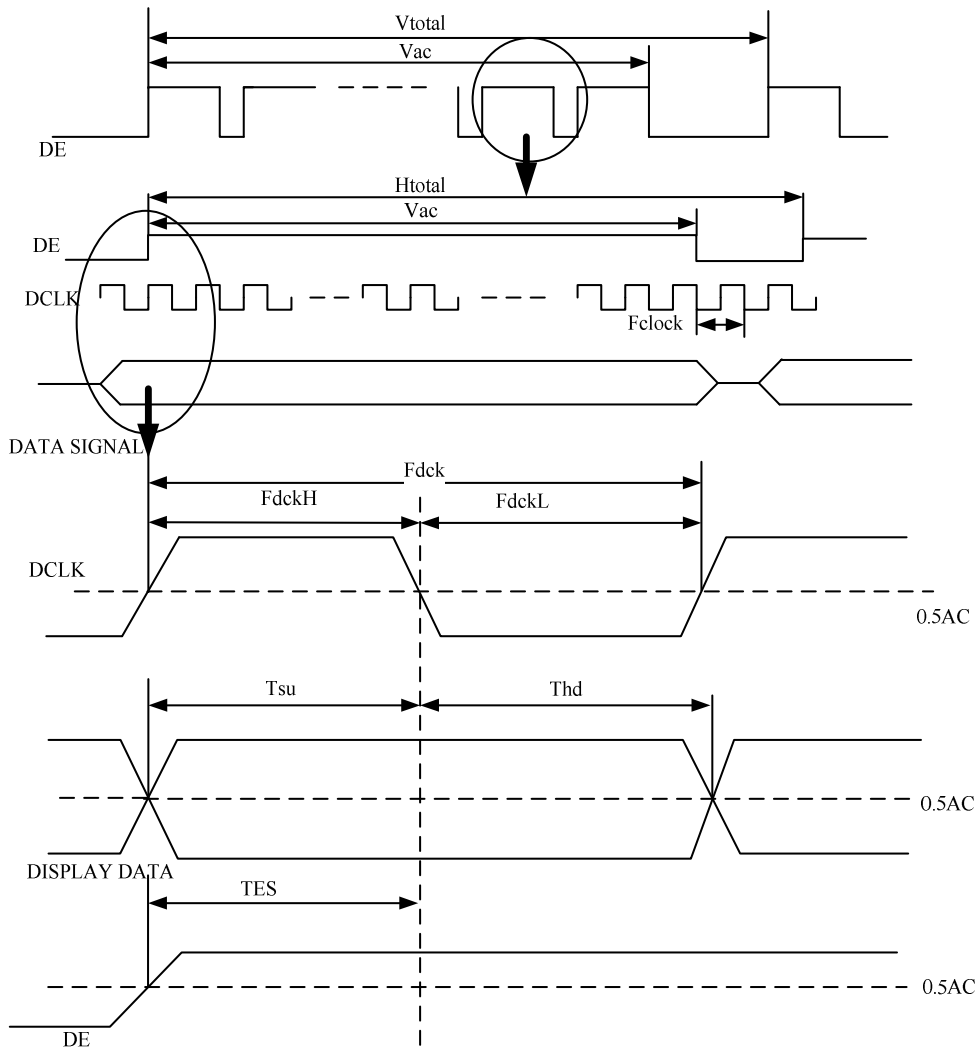 Vtotal
Vac
DE
Htotal
Vac
DE
DCLK
Fclock
DATA SIGNAL
Fdck
FdckH
FdckL
DCLK
0.5AC
Tsu
Thd
0.5AC
DISPLAY DATA
TES
0.5AC
DE